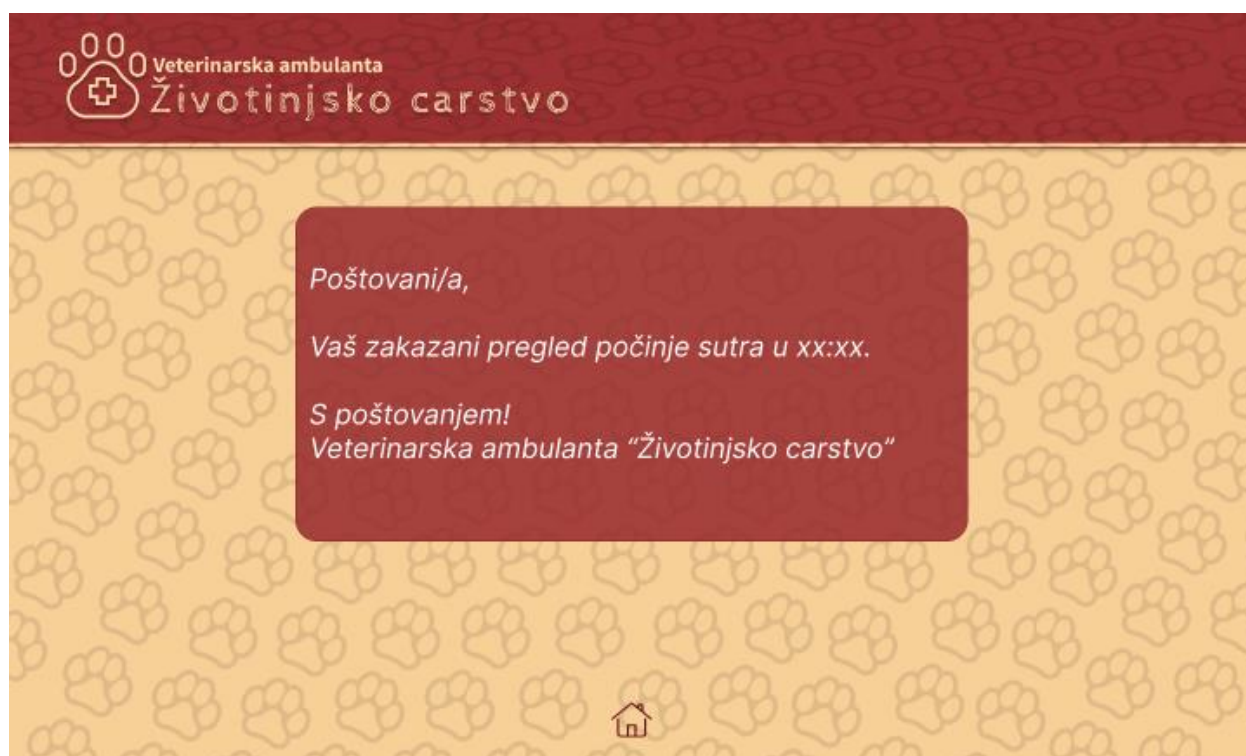 Veterinarska ambulanta
Životinjsko carstvo
Poštovani/a,
Vaš zakazani pregled počinje sutra u xx:xx.
S poštovanjem!
Veterinarska ambulanta “Životinjsko carstvo”